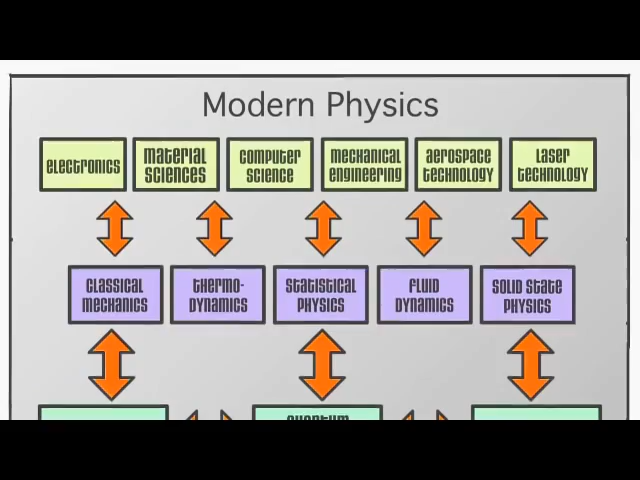 Modern Physics
electronics
material
sciences
computer
science
mechanical
engineering
aerospace
technology
laser
technology
classical
mechanics
thermo-
dynamics
statistical
physics
fluid
dynamics
solid state
physics
quantum